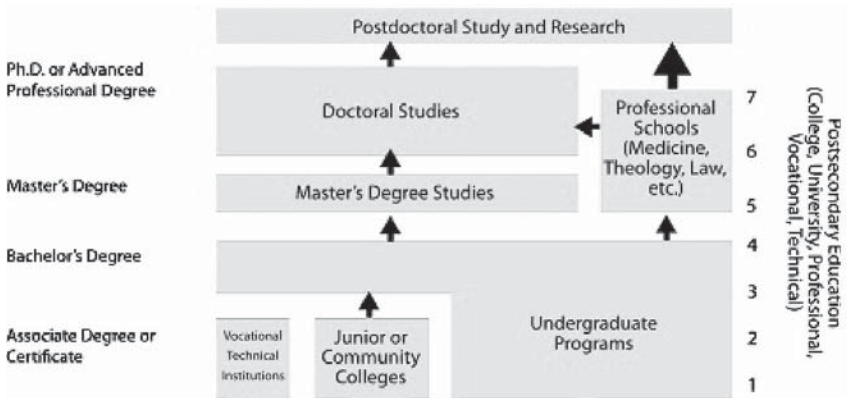 Postdoctoral Study and Research
Ph.D. or Advanced
Professional Degree
Doctoral Studies
Professional
Schools
(Medicine,
Theology, Law,
etc.)
7
6
Master's Degree
Master's Degree Studies
5
Bachelor's Degree
4
3
Associate Degree or
Certificate
Vocational
Technical
Institutions
Junior or
Community
Colleges
Undergraduate
Programs
2
1
Postsecondary Education
(College, University, Professional,
Vocational, Technical)